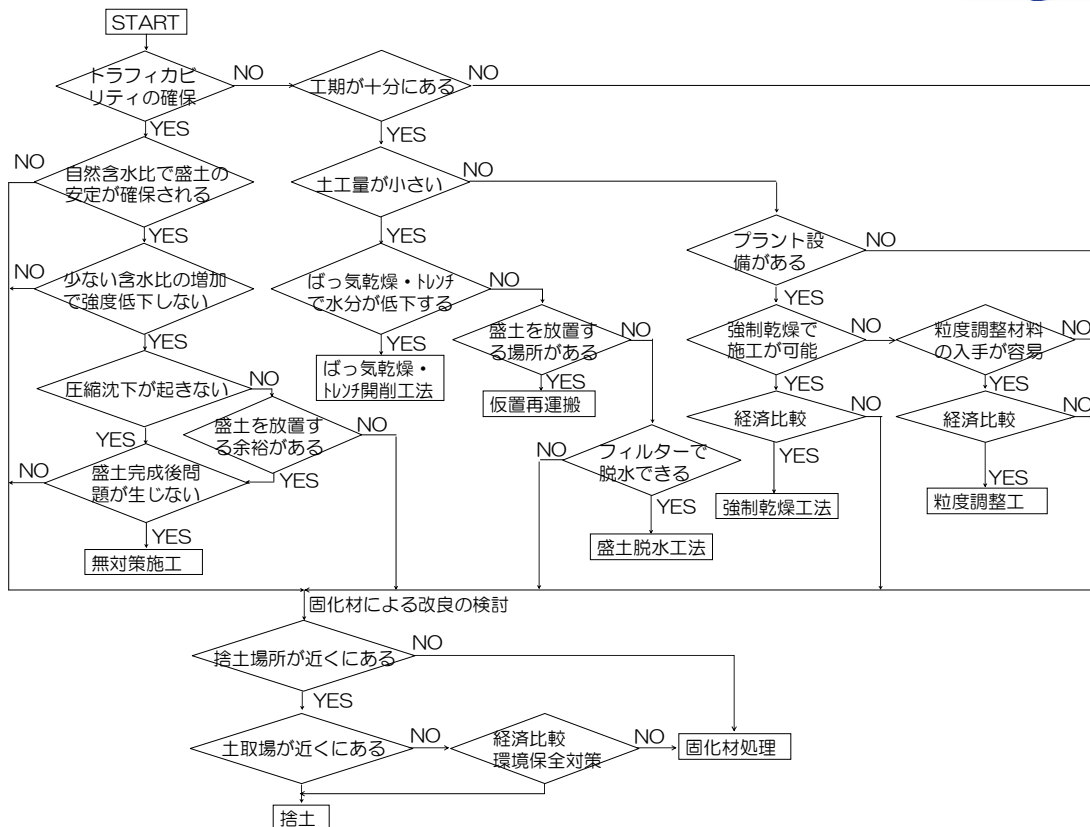 START
トラフィカビ
リティの確保
NO
YES
工期が十分にある
NO
YES
自然含水比で盛土の
安定が確保される
NO
YES
土工量が小さい
NO
YES
プラント設
備がある
NO
YES
少ない含水比の増加
で強度低下しない
NO
YES
ばっ気乾燥・トレンチ
で水分が低下する
NO
YES
盛土を放置す
る場所がある
NO
YES
強制乾燥で
施工が可能
NO
YES
粒度調整材料
の入手が容易
NO
YES
ばっ気乾燥・
トレンチ開削工法
仮置再運搬
圧縮沈下が起きない
NO
YES
盛土を放置す
る余裕がある
NO
YES
経済比較
NO
YES
経済比較
NO
YES
フィルターで
脱水できる
NO
YES
盛土完成後問
題が生じない
NO
YES
強制乾燥工法
粒度調整工
盛土脱水工法
無対策施工
固化材による改良の検討
捨土場所が近くにある
NO
YES
土取場が近くにある
NO
経済比較
環境保全対策
NO
固化材処理
捨土